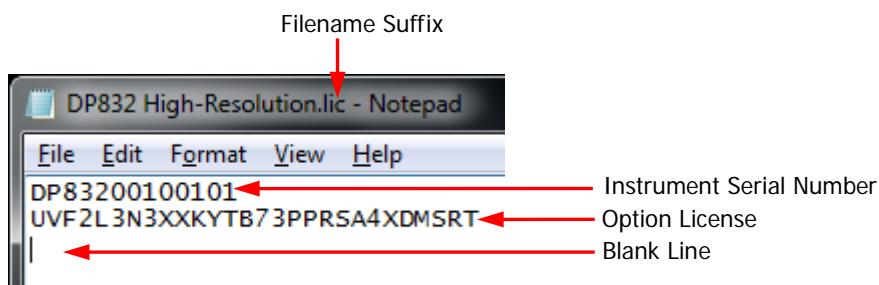 Filename Suffix
DP832 High-Resolution.lic - Notepad
File Edit Format View Help
DP83200100101
Instrument Serial Number
UVF2L3N3XXKYTB73PPRSA4XDMSRT
Option License
Blank Line